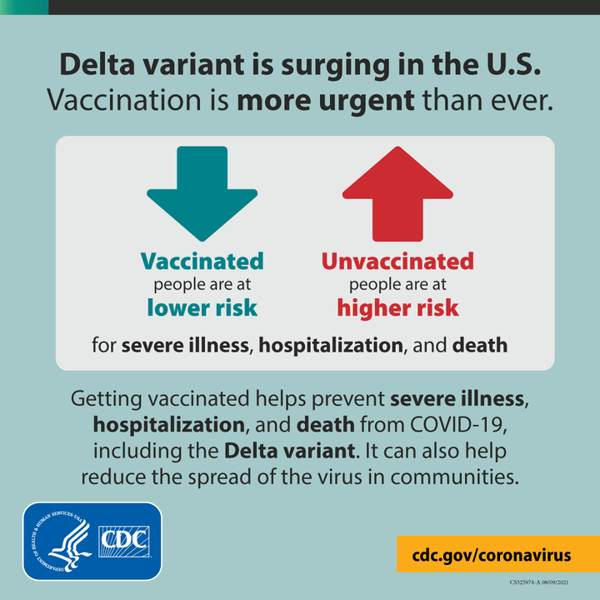 Delta variant is surging in the U.S.
Vaccination is more urgent than ever.
Vaccinated
people are at
lower risk
Unvaccinated
people are at
higher risk
for severe illness, hospitalization, and death
Getting vaccinated helps prevent severe illness,
hospitalization, and death from COVID-19,
including the Delta variant. It can also help
reduce the spread of the virus in communities.
DEPARTMENT OF HEALTH & HUMAN SERVICES·USA
CDC
cdc.gov/coronavirus
CS325974-A 08/09/2021